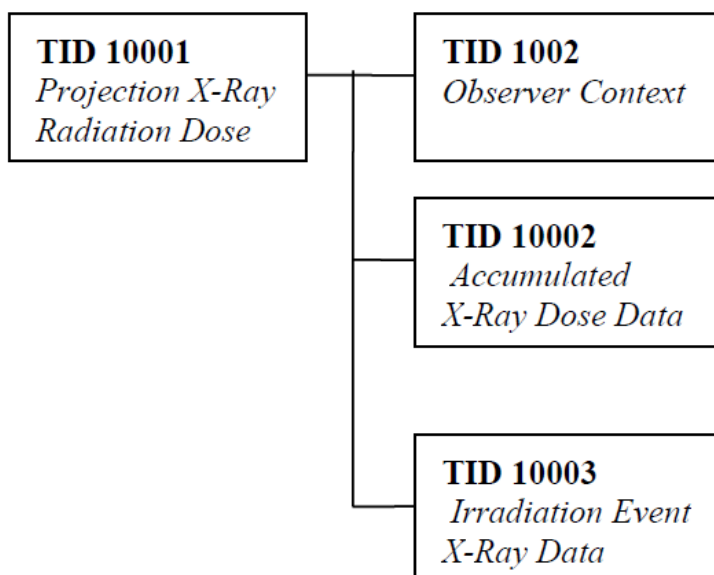 TID 10001
Projection X-Ray
Radiation Dose
TID 1002
Observer Context
TID 10002
Accumulated
X-Ray Dose Data
TID 10003
Irradiation Event
X-Ray Data